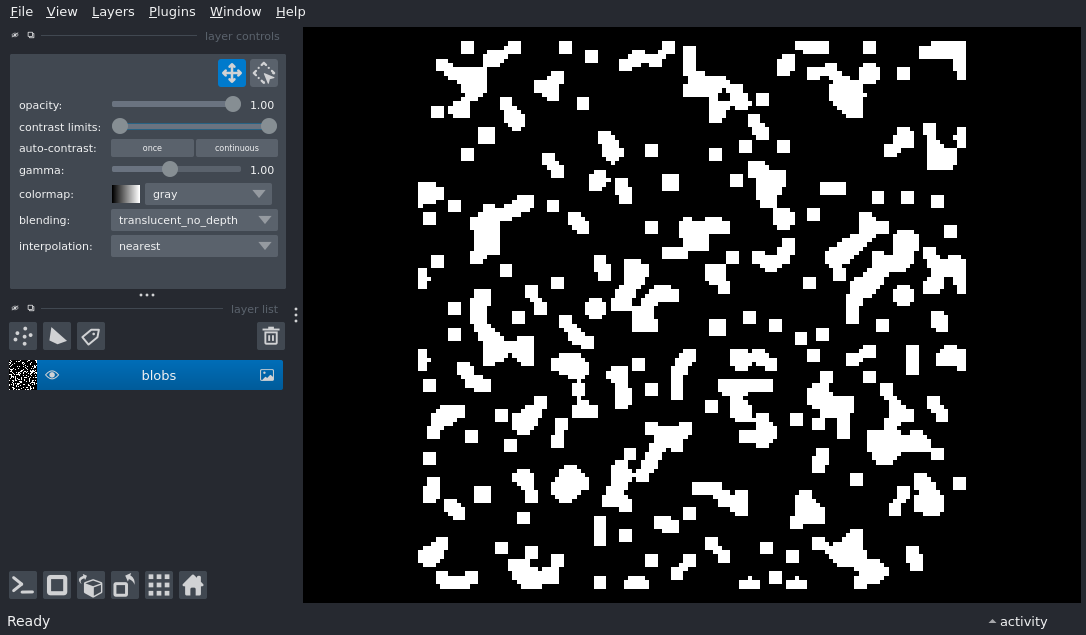 File View Layers Plugins Window Help
layer controls
opacity: 1.00
contrast limits:
auto-contrast: once continuous
gamma: 1.00
colormap: gray
blending: translucent_no_depth
interpolation: nearest
layer list
blobs
Ready
activity